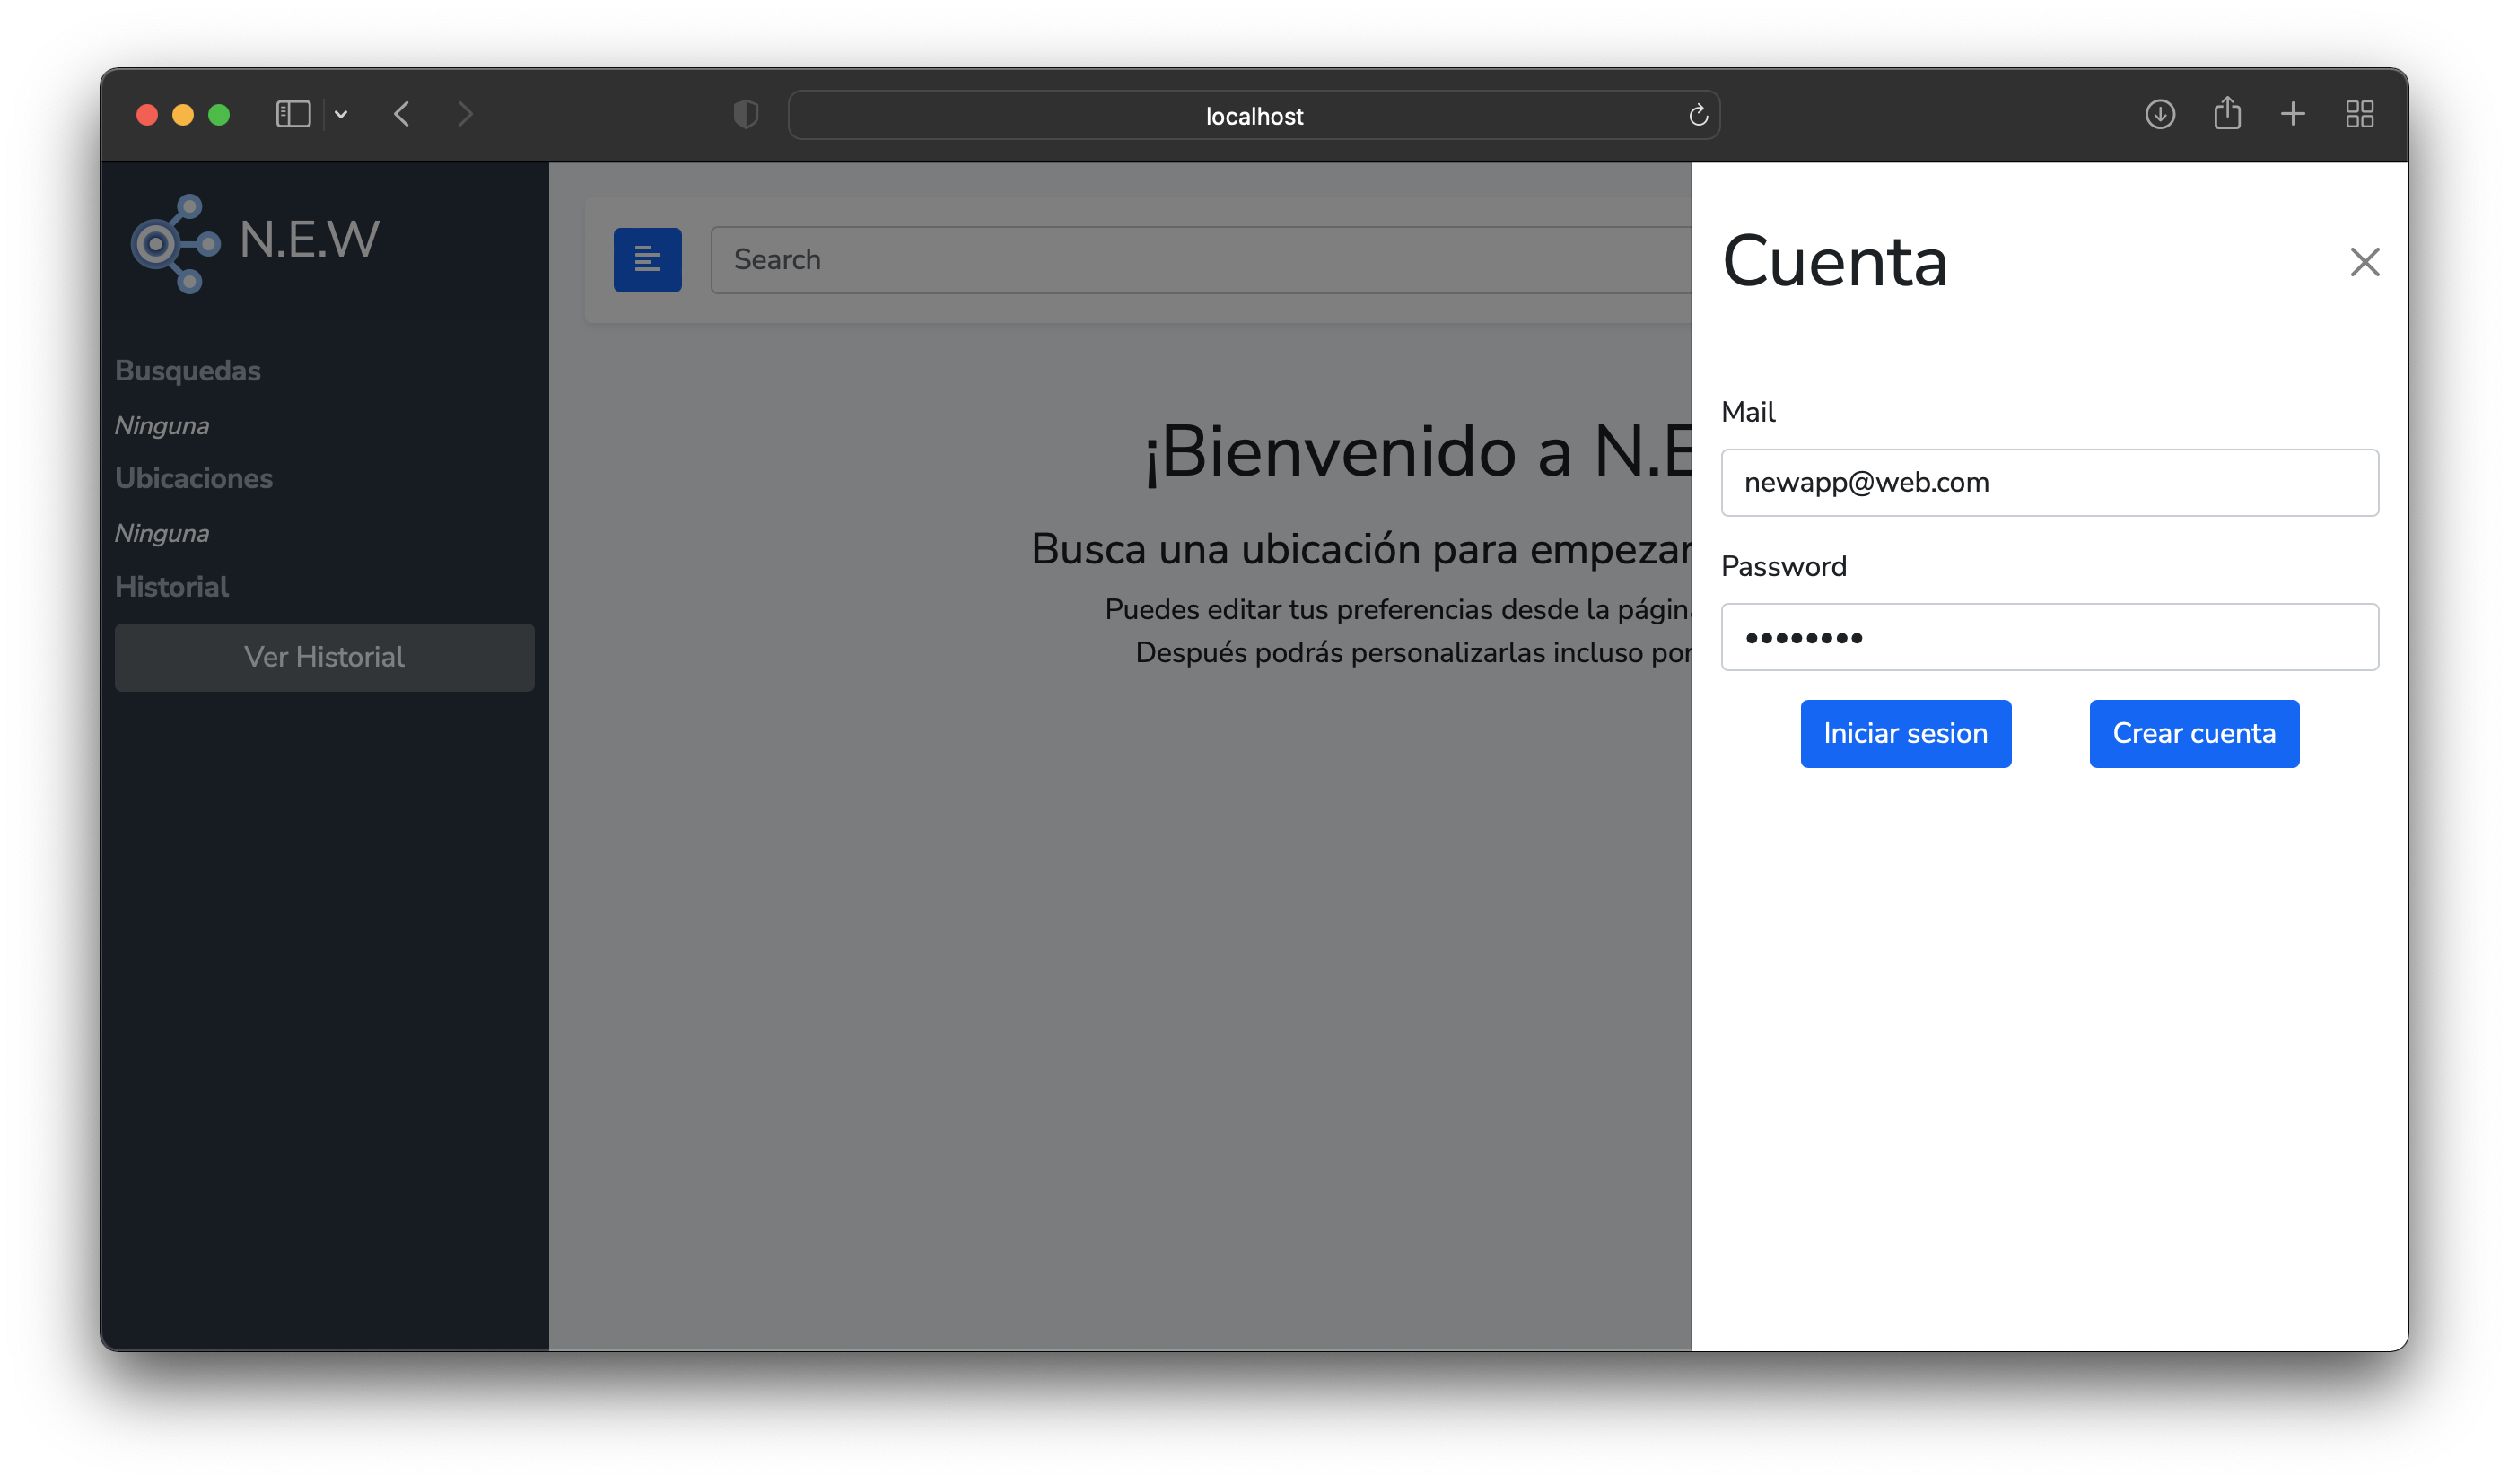 localhost
N.E.W
Busquedas
Ninguna
Ubicaciones
Ninguna
Historial
Ver Historial
Search
¡Bienvenido a N.E
Busca una ubicación para empezar
Puedes editar tus preferencias desde la página
Después podrás personalizarlas incluso por
Cuenta
Mail
newapp@web.com
Password
••••••••
Iniciar sesion
Crear cuenta